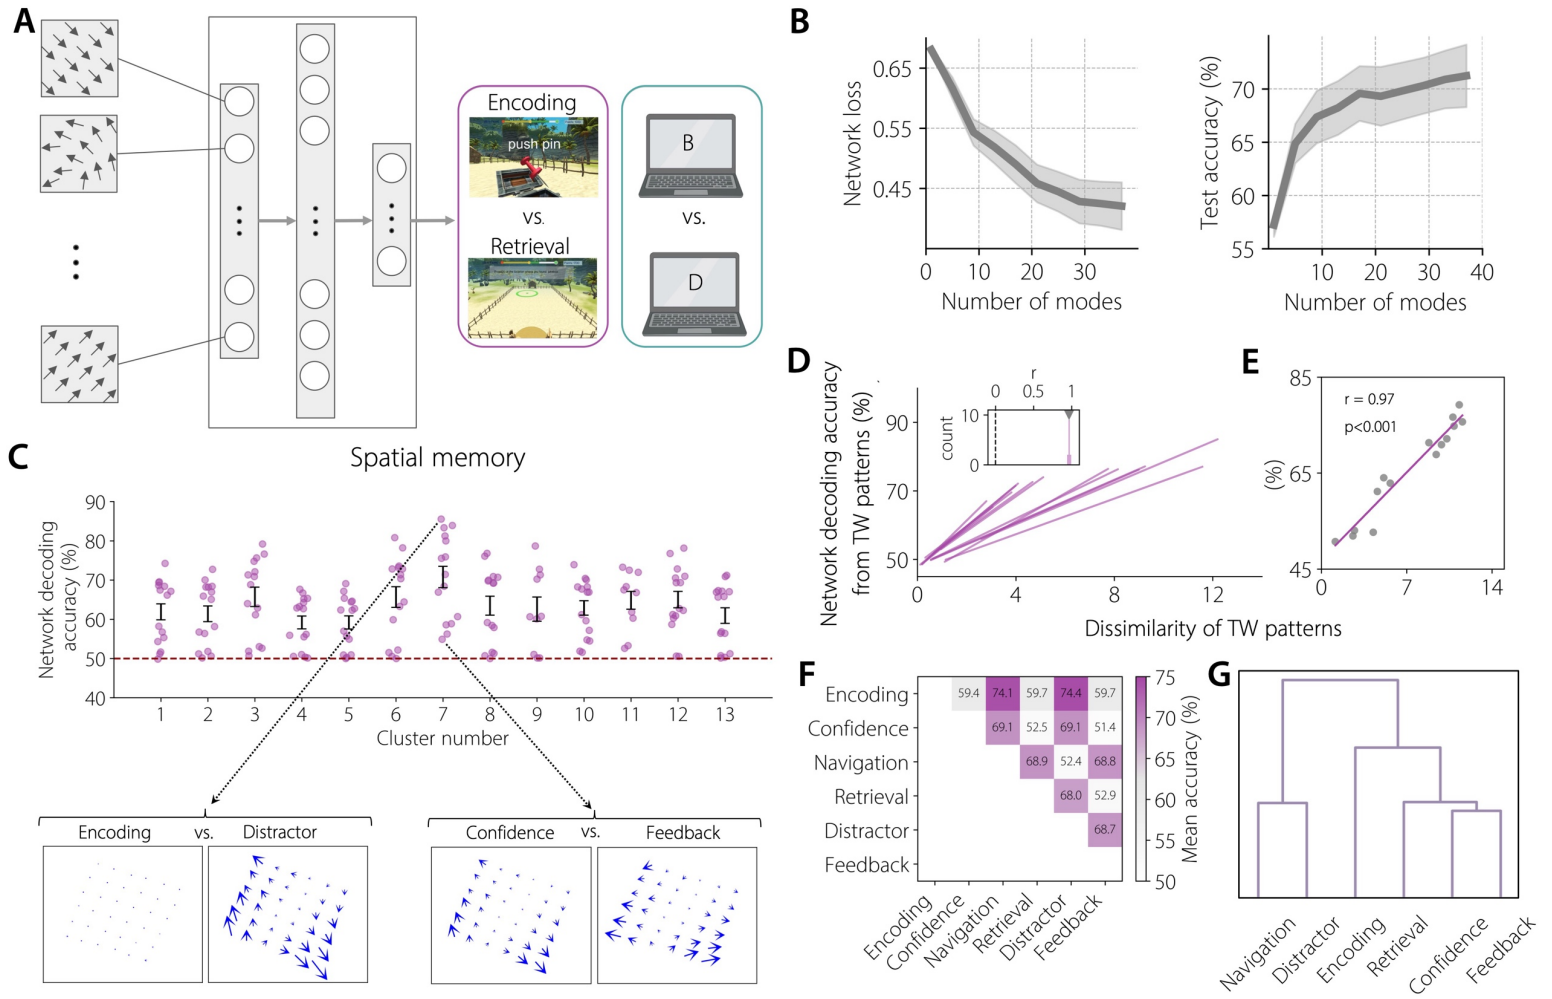 A
Encoding
push pin
vs.
Retrieval
B
vs.
D
B
Network loss
0.65
0.55
0.45
0
10
20
30
Number of modes
Test accuracy (%)
70
65
60
55
10
20
30
40
Number of modes
C
Spatial memory
Network decoding
accuracy (%)
90
80
70
60
50
40
1
2
3
4
5
6
7
8
9
10
11
12
13
Cluster number
Encoding
vs.
Distractor
Confidence
vs.
Feedback
D
Network decoding accuracy
from TW patterns (%)
90
70
50
0
4
8
12
r
0
0.5
1
count
10
0
Dissimilarity of TW patterns
E
(%)
85
65
45
r = 0.97
p<0.001
0
7
14
F
Encoding
59.4
74.1
59.7
74.4
59.7
Confidence
69.1
52.5
69.1
51.4
Navigation
68.9
52.4
68.8
Retrieval
68.0
52.9
Distractor
68.7
Feedback
Encoding
Confidence
Navigation
Retrieval
Distractor
Feedback
75
70
65
60
55
50
Mean accuracy (%)
G
Navigation
Distractor
Encoding
Retrieval
Confidence
Feedback